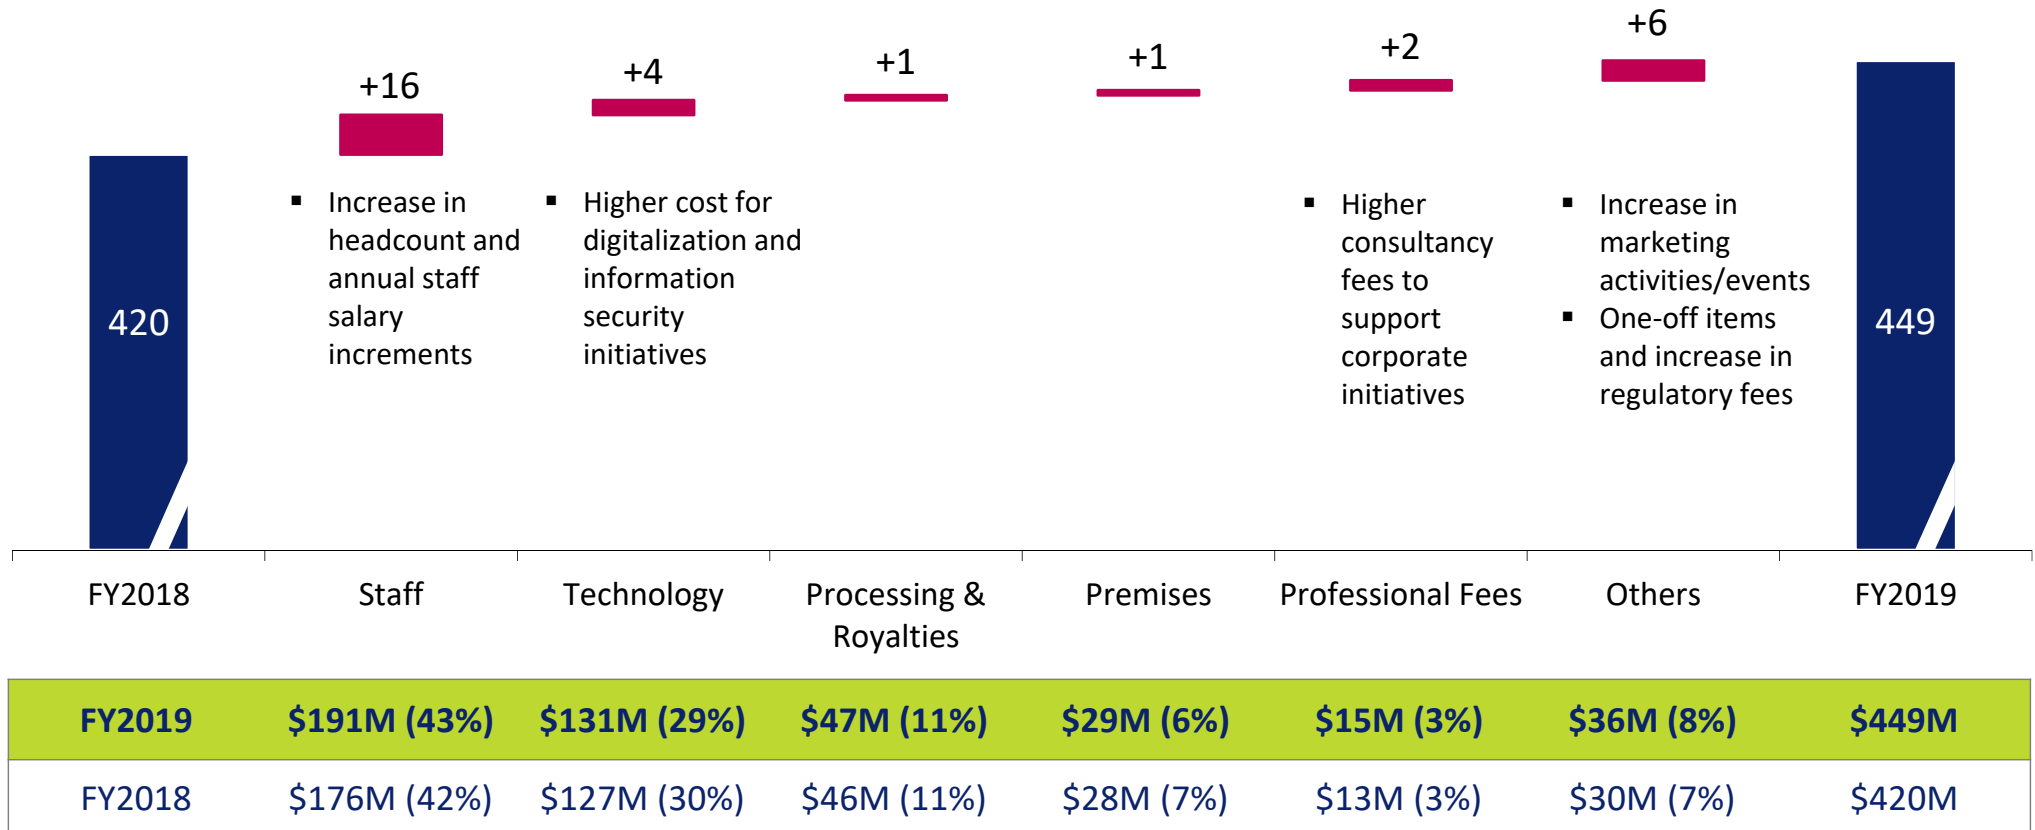 +16
+4
+1
+1
+2
+6
420
▪ Increase in
headcount and
annual staff
salary
increments
▪ Higher cost for
digitalization and
information
security
initiatives
▪ Higher
consultancy
fees to
support
corporate
initiatives
▪ Increase in
marketing
activities/events
▪ One-off items
and increase in
regulatory fees
449
FY2018
Staff
Technology
Processing &
Royalties
Premises
Professional Fees
Others
FY2019
FY2019 $191M (43%) $131M (29%) $47M (11%) $29M (6%) $15M (3%) $36M (8%) $449M
FY2018 $176M (42%) $127M (30%) $46M (11%) $28M (7%) $13M (3%) $30M (7%) $420M